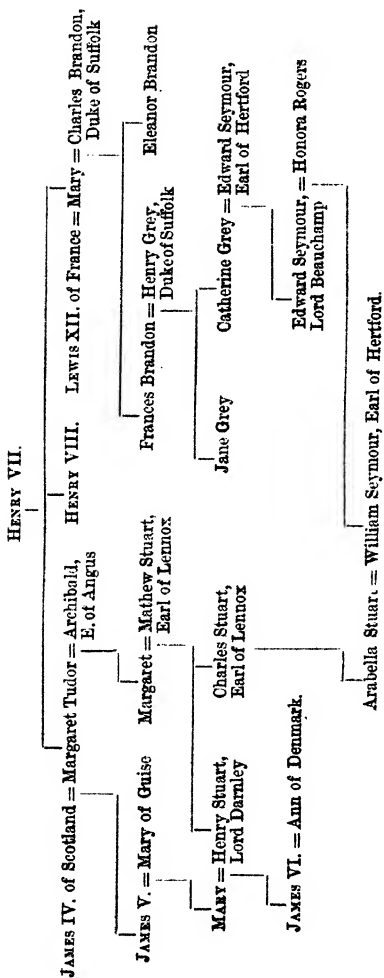 HENRY VII.
JAMES IV. of Scotland = Margaret Tudor = Archibald,
E. of Angus
HENRY VIII.
LEWIS XII. of France = Mary = Charles Brandon,
Duke of Suffolk
JAMES V. = Mary of Guise
Margaret = Mathew Stuart,
Earl of Lennox
Frances Brandon = Henry Grey,
Duke of Suffolk
Eleanor Brandon
MARY = Henry Stuart,
Lord Darnley
Charles Stuart,
Earl of Lennox
Jane Grey
Catherine Grey = Edward Seymour,
Earl of Hertford
JAMES VI. = Ann of Denmark.
Edward Seymour, = Honora Rogers
Lord Beauchamp
Arabella Stuart = William Seymour, Earl of Hertford.